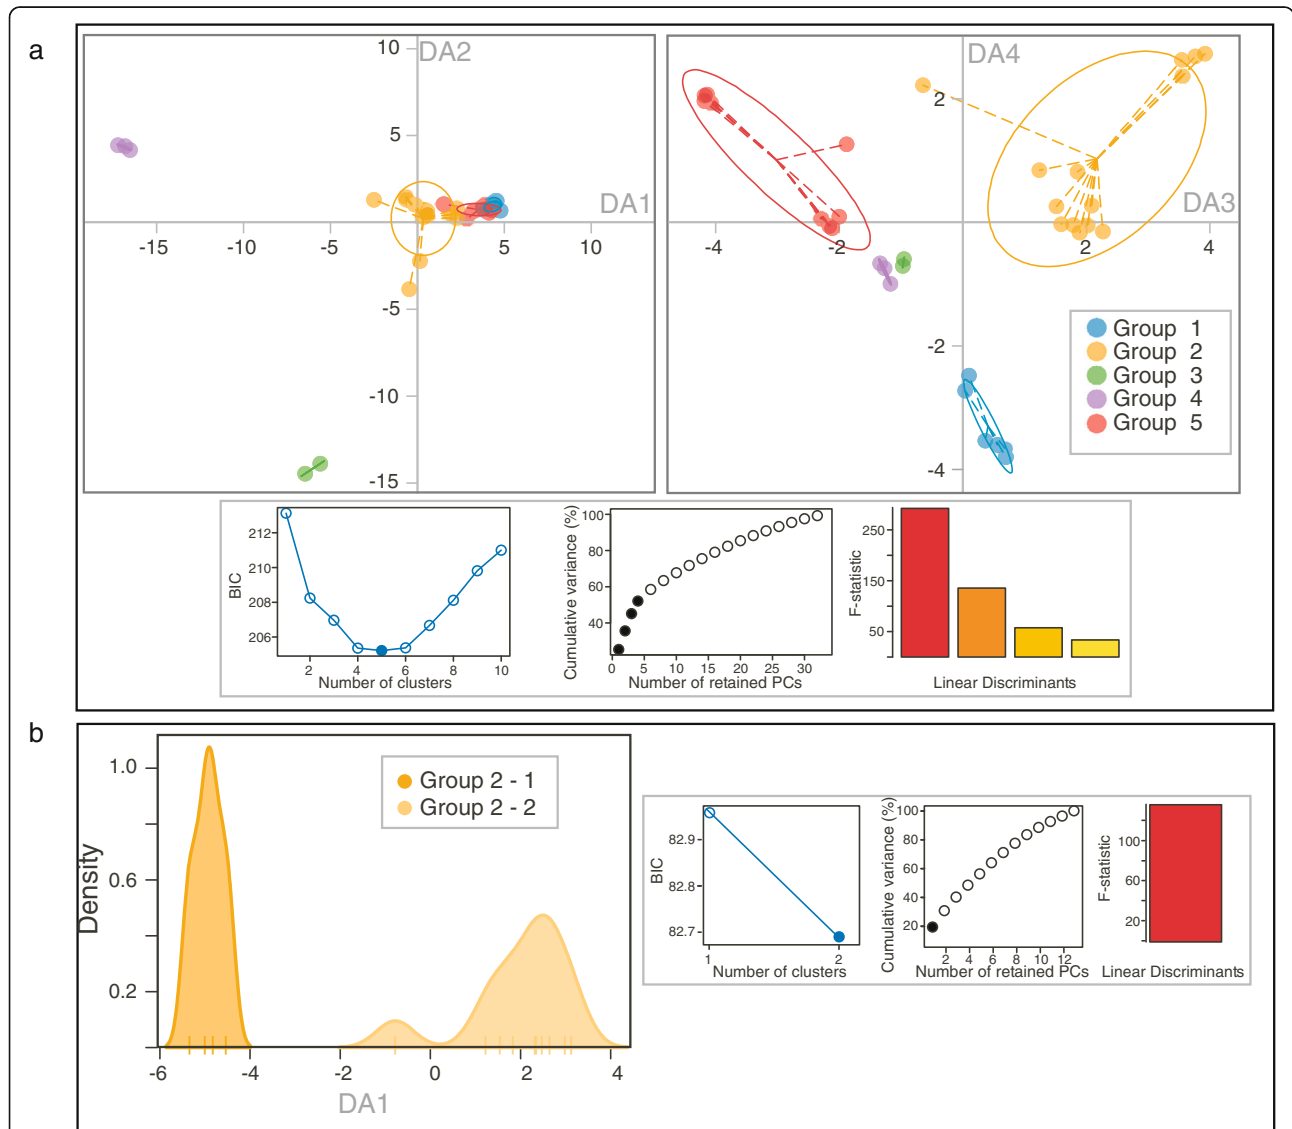 a
DA2
DA1
10
5
-5
-10
-15
-15
-10
-5
5
10
DA4
DA3
2
-2
-4
-4
-2
2
4
Group 1
Group 2
Group 3
Group 4
Group 5
BIC
212
210
208
206
2
4
6
8
10
Number of clusters
Cumulative variance (%)
100
80
60
40
0
5
10
15
20
25
30
Number of retained PCs
F-statistic
250
150
50
Linear Discriminants
b
Density
1.0
0.6
0.2
-6
-4
-2
0
2
4
DA1
Group 2 - 1
Group 2 - 2
BIC
82.9
82.8
82.7
1
2
Number of clusters
Cumulative variance (%)
100
80
60
40
20
2
4
6
8
10
12
Number of retained PCs
F-statistic
100
60
20
Linear Discriminants